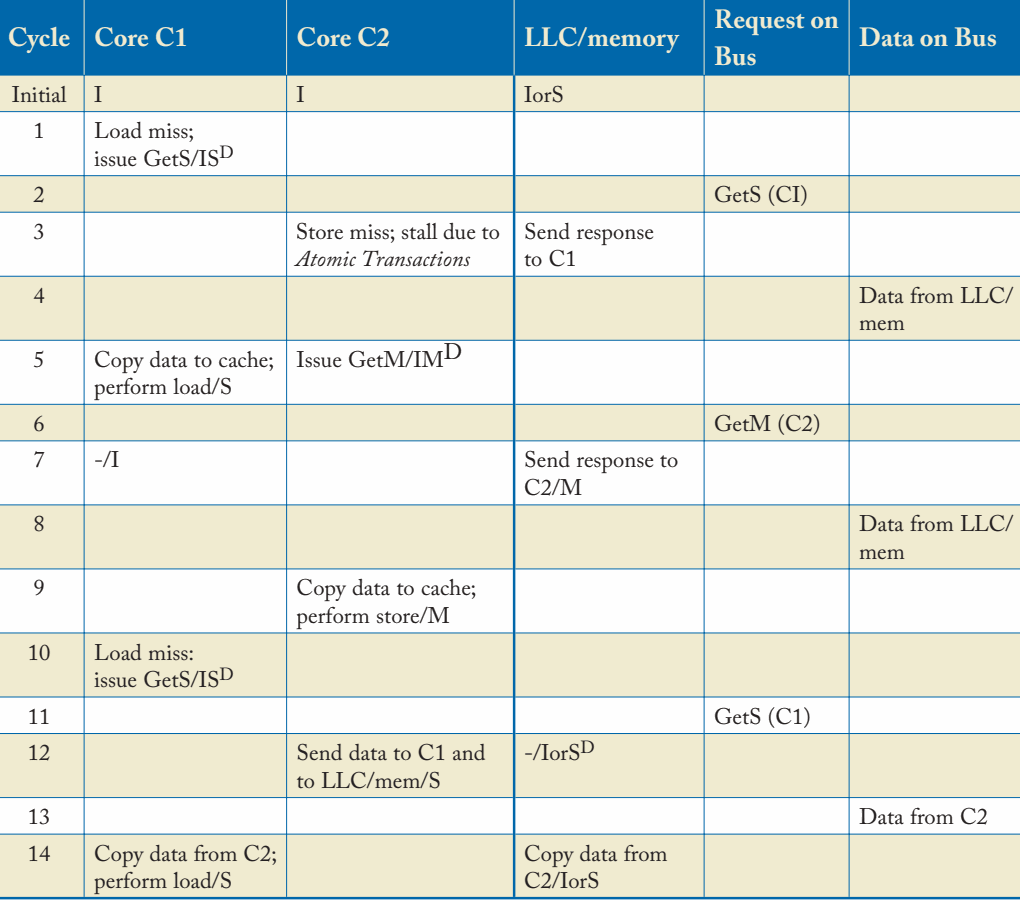 Cycle Core C1 Core C2 LLC/memory Request on Bus Data on Bus
Initial I I IorS
1 Load miss;
issue GetS/IS^D
2 GetS (CI)
3 Store miss; stall due to Send response
Atomic Transactions to C1
4 Data from LLC/
mem
5 Copy data to cache; Issue GetM/IM^D
perform load/S
6 GetM (C2)
7 -/I Send response to
C2/M
8 Data from LLC/
mem
9 Copy data to cache;
perform store/M
10 Load miss:
issue GetS/IS^D
11 GetS (C1)
12 Send data to C1 and -/IorS^D
to LLC/mem/S
13 Data from C2
14 Copy data from C2; Copy data from
perform load/S C2/IorS